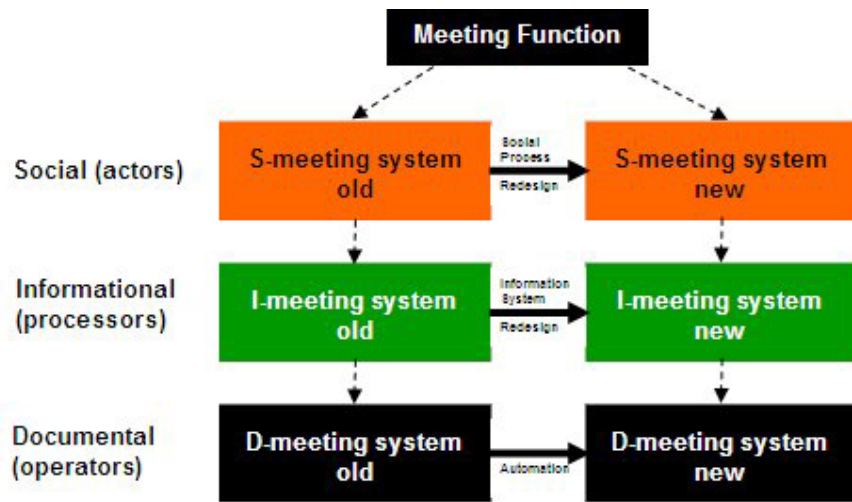 Meeting Function
Social (actors)
S-meeting system
old
Social
Process
Redesign
S-meeting system
new
Informational
(processors)
I-meeting system
old
Information
System
Redesign
I-meeting system
new
Documental
(operators)
D-meeting system
old
Automation
D-meeting system
new